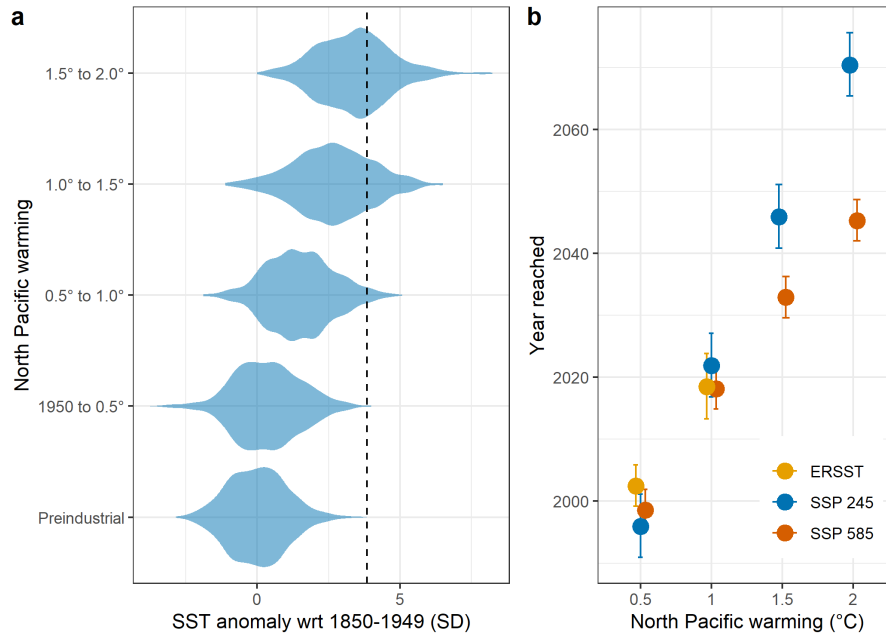 a
North Pacific warming
1.5° to 2.0°
1.0° to 1.5°
0.5° to 1.0°
1950 to 0.5°
Preindustrial
0
5
SST anomaly wrt 1850-1949 (SD)
b
Year reached
2060
2040
2020
2000
0.5
1
1.5
2
North Pacific warming (°C)
ERSST
SSP 245
SSP 585